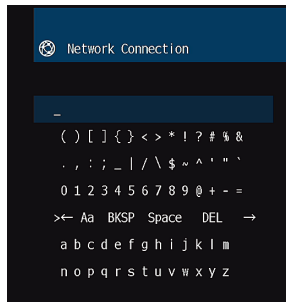 Network Connection
_
( ) [ ] { } < > * ! ? # % &
. , : ; _ | / \ $ ~ ^ ' " `
0 1 2 3 4 5 6 7 8 9 @ + - =
>← Aa BKSP Space DEL →
a b c d e f g h i j k l m
n o p q r s t u v w x y z